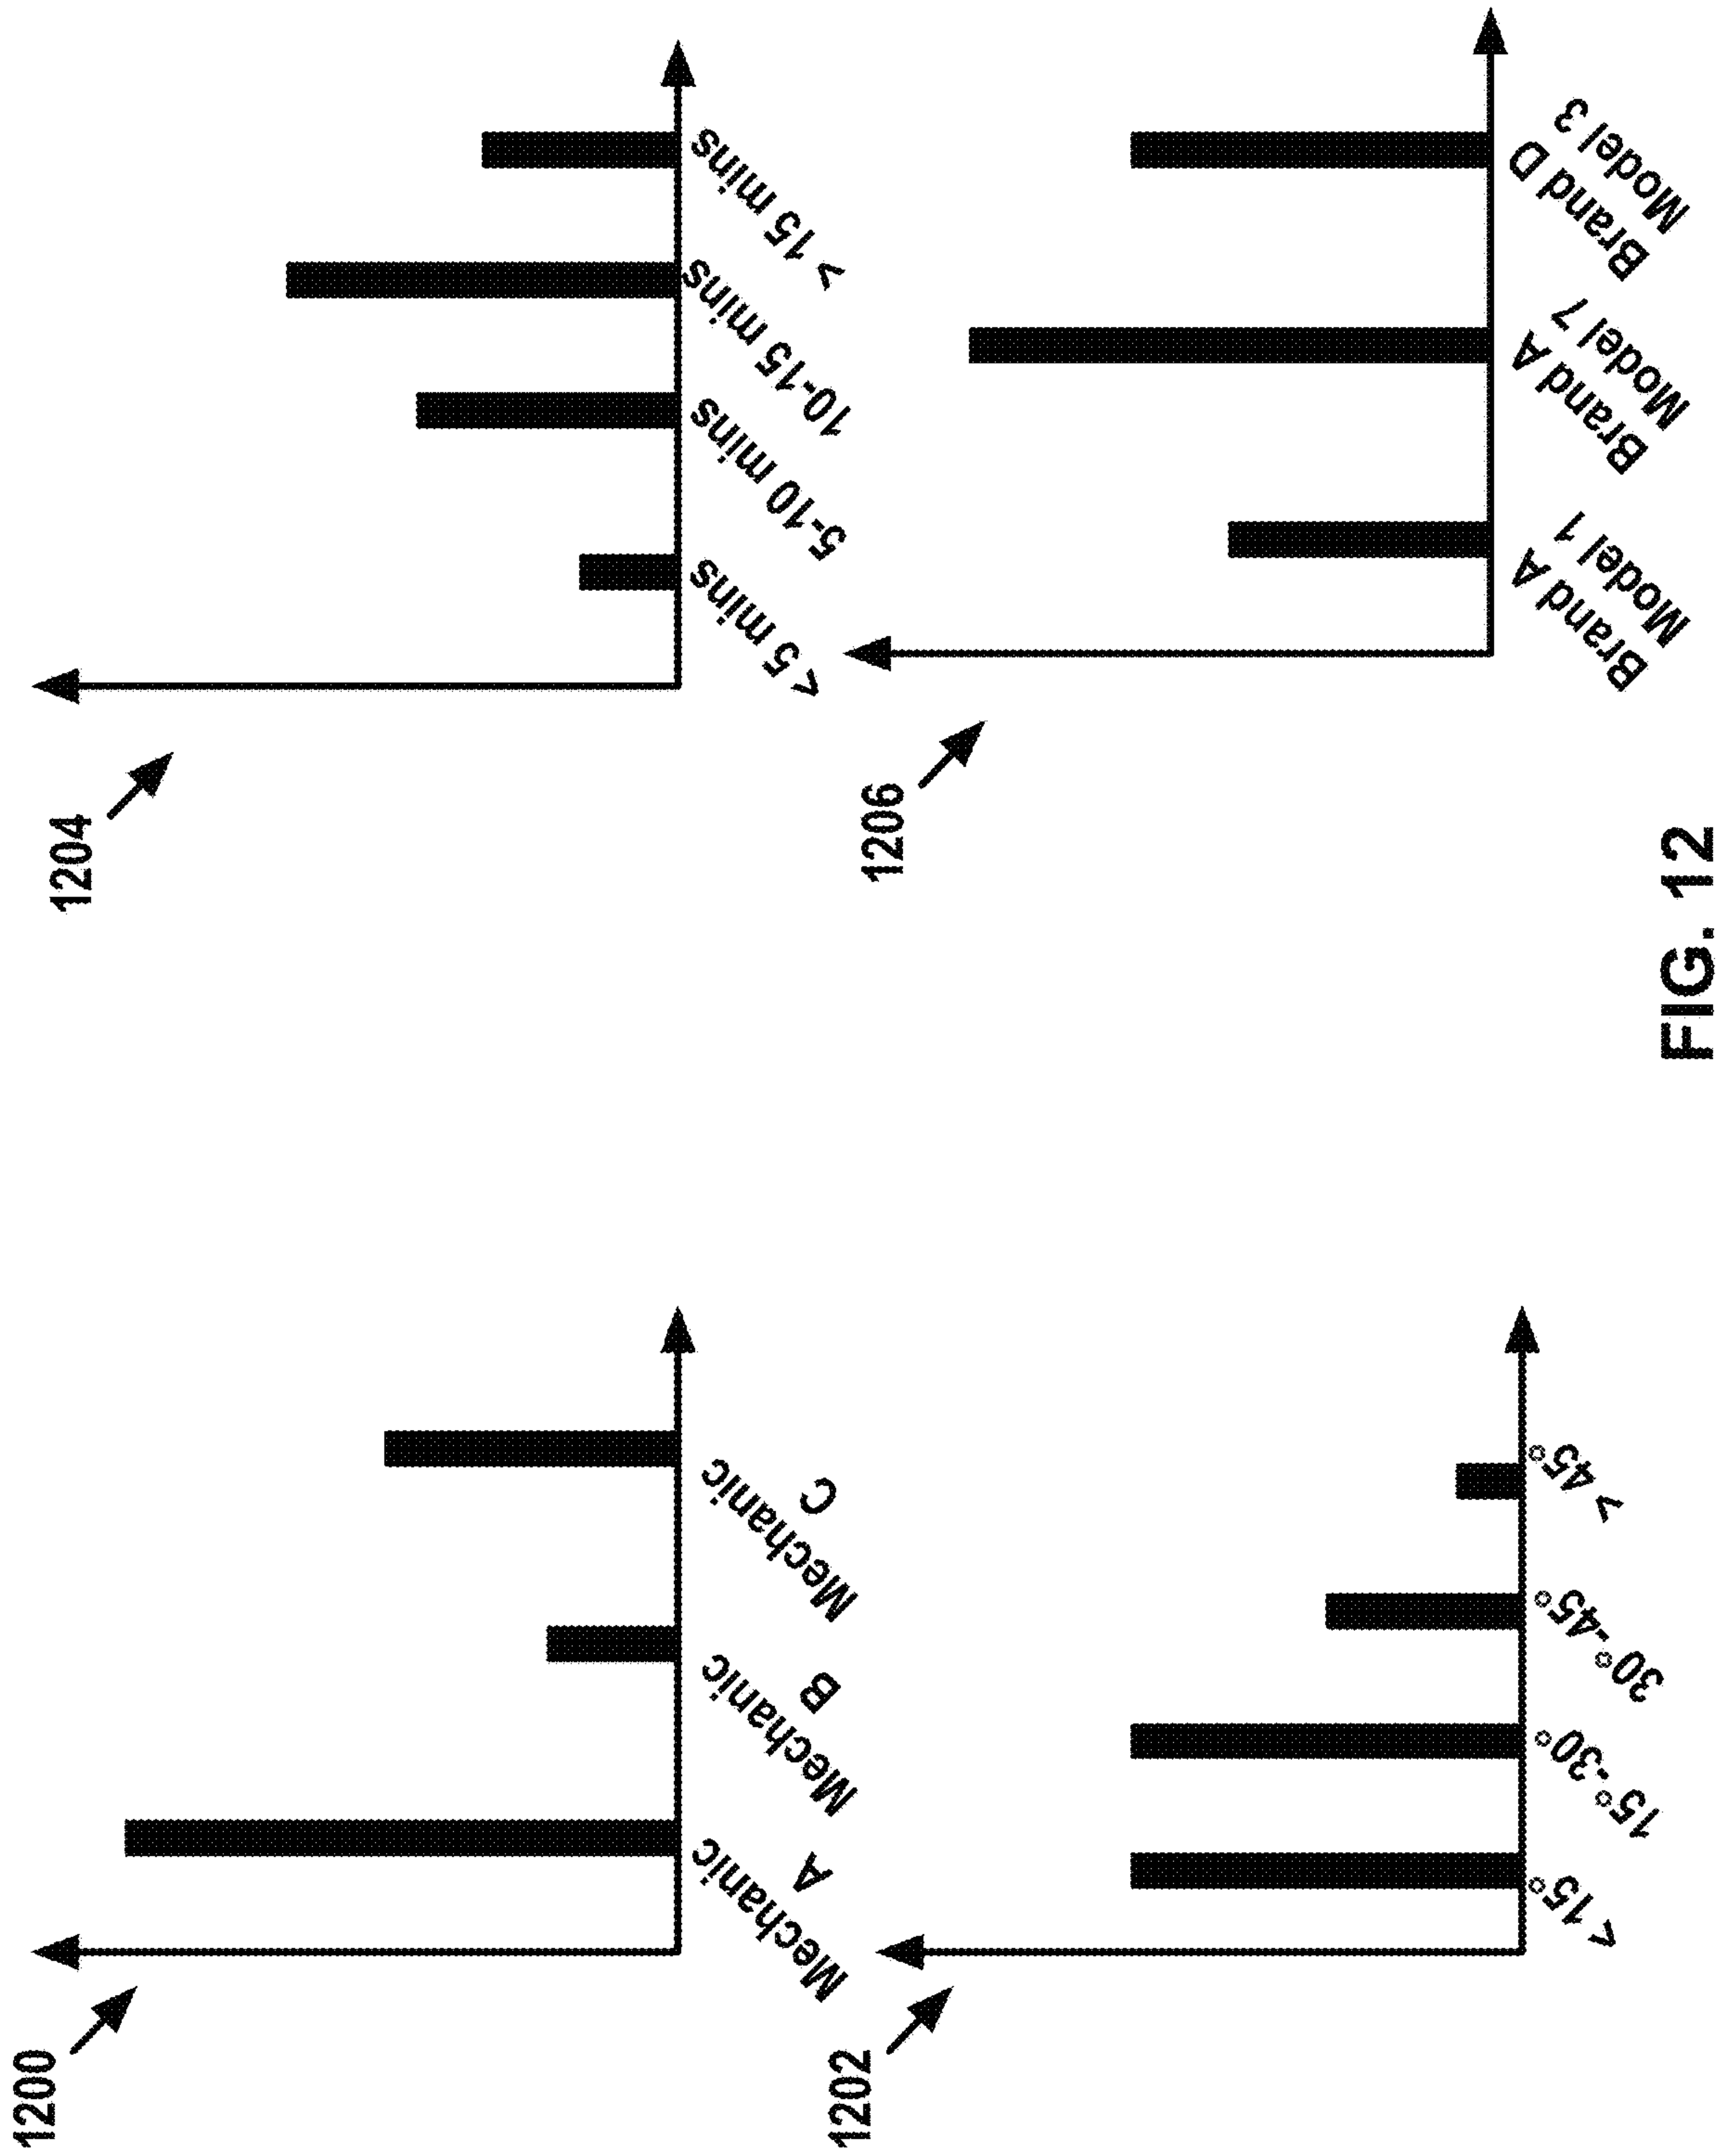 1200
Mechanic
A
Mechanic
B
Mechanic
C
1204
< 5 mins
5-10 mins
10-15 mins
> 15 mins
1202
< 15°
15°-30°
30°-45°
> 45°
1206
Brand A
Model 1
Brand A
Model 7
Brand D
Model 3
FIG. 12